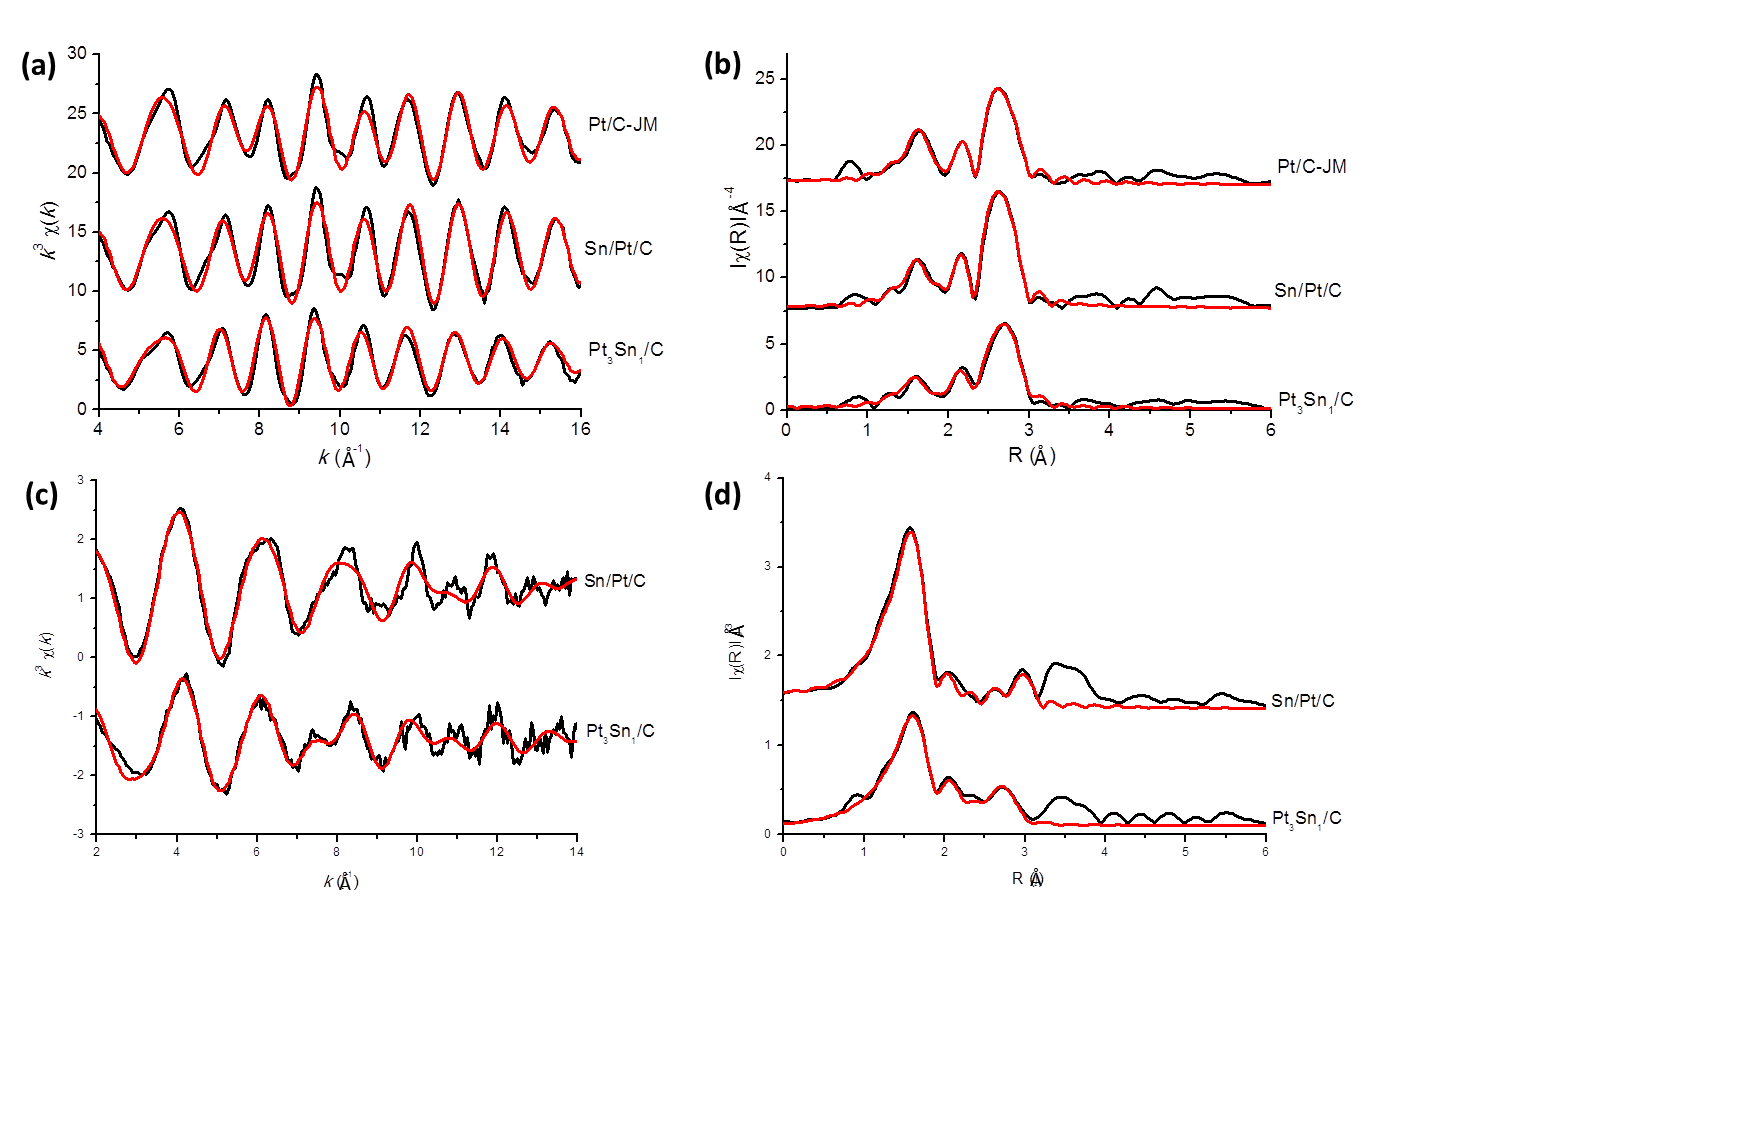 (a)
30
25
20
15
10
5
0
k³ χ(k)
4 6 8 10 12 14 16
k (Å⁻¹)
Pt/C-JM
Sn/Pt/C
Pt₃Sn₁/C
(b)
25
20
15
10
5
0
|χ(R)|Å⁻⁴
0 1 2 3 4 5 6
R (Å)
Pt/C-JM
Sn/Pt/C
Pt₃Sn₁/C
(c)
3
2
1
0
-1
-2
-3
k³ χ(k)
2 4 6 8 10 12 14
k (Å⁻¹)
Sn/Pt/C
Pt₃Sn₁/C
(d)
4
3
2
1
0
|χ(R)|Å⁻³
0 1 2 3 4 5 6
R (Å)
Sn/Pt/C
Pt₃Sn₁/C